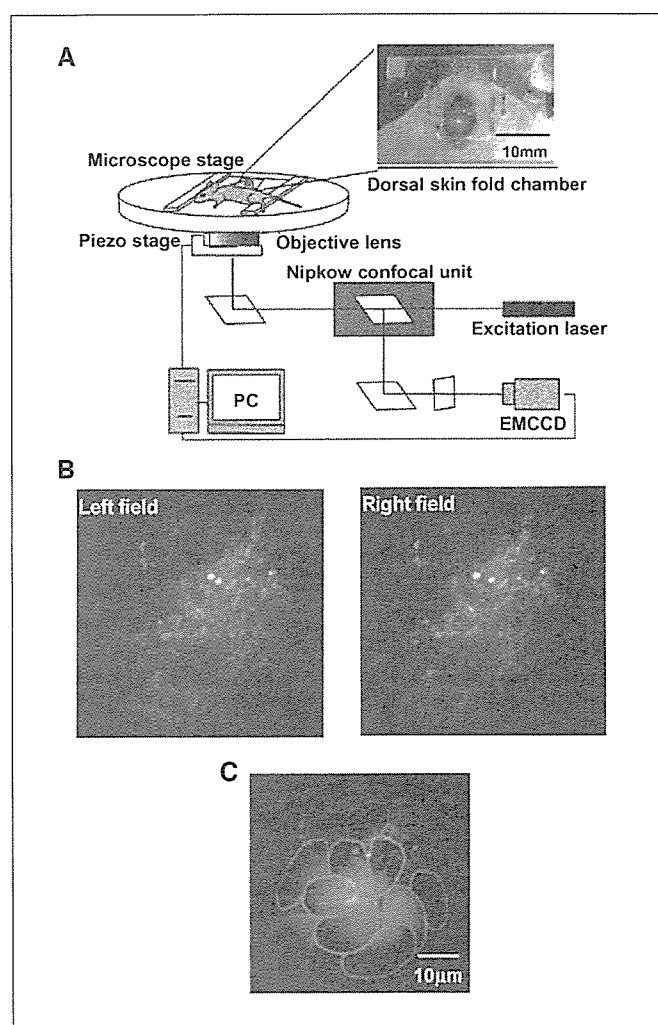 A
Microscope stage
10mm
Dorsal skin fold chamber
Piezo stage
Objective lens
Nipkow confocal unit
Excitation laser
PC
EMCCD
B
Left field
Right field
C
10μm